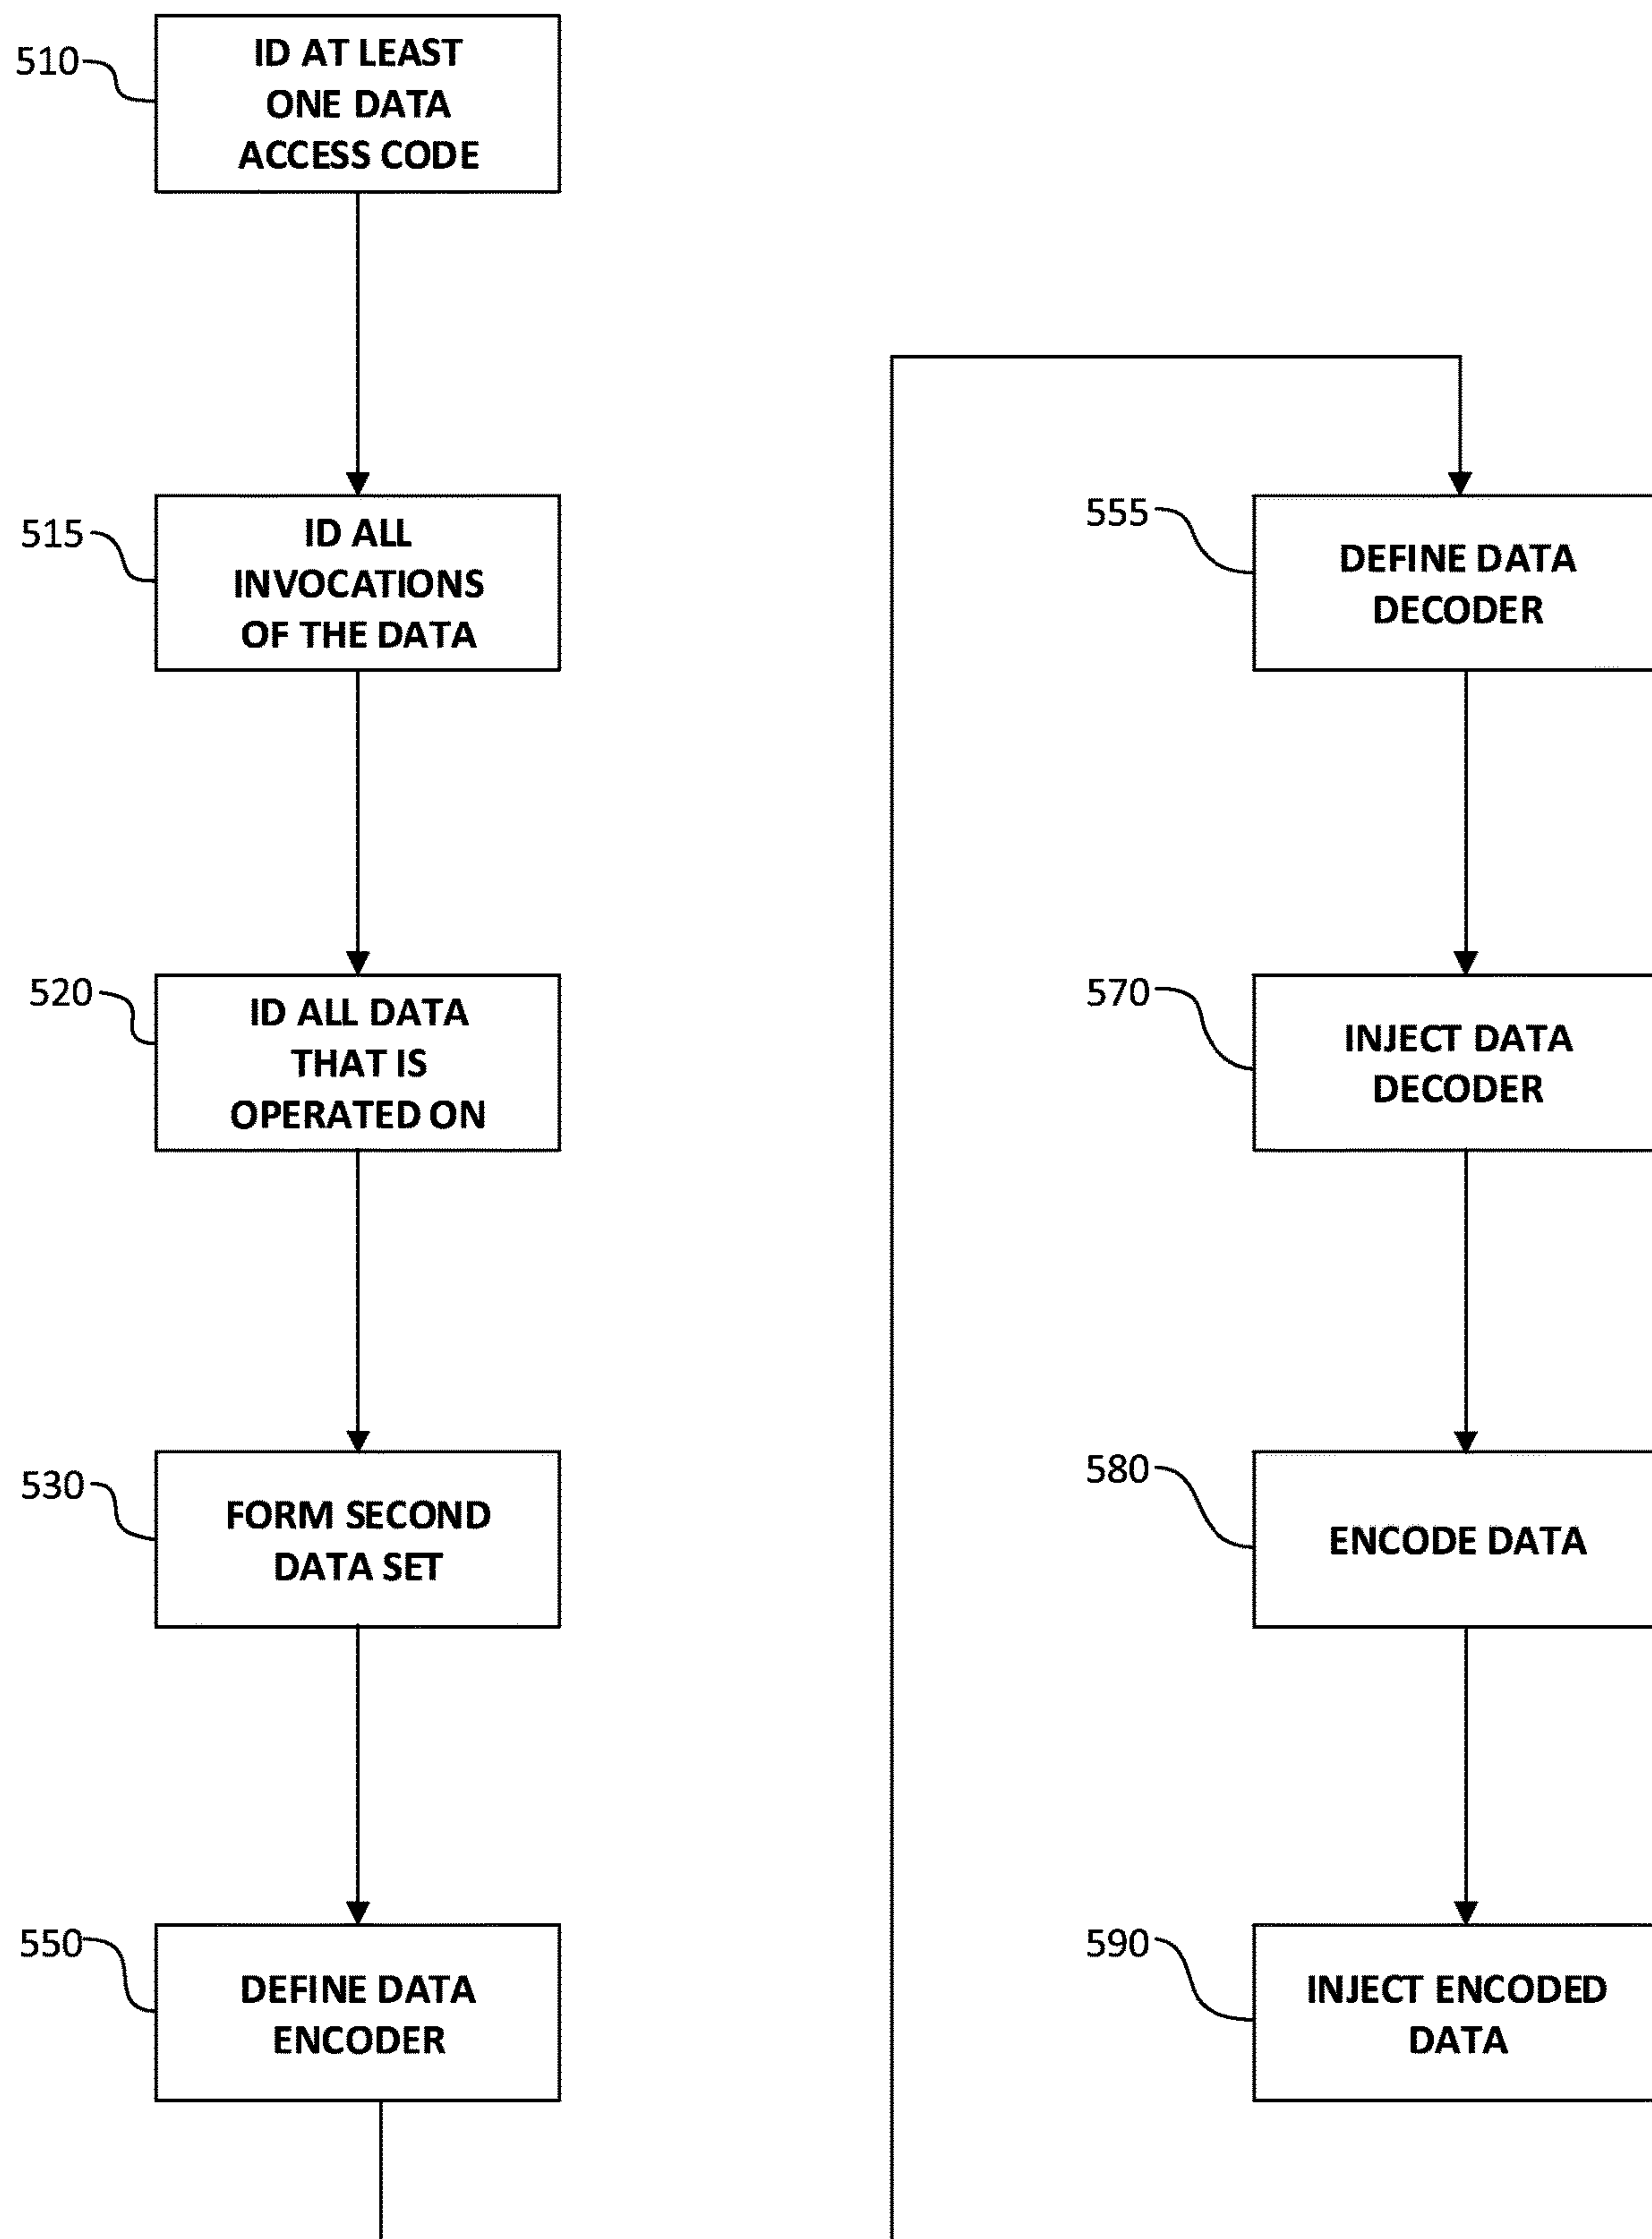 510
ID AT LEAST
ONE DATA
ACCESS CODE
515
ID ALL
INVOCATIONS
OF THE DATA
520
ID ALL DATA
THAT IS
OPERATED ON
530
FORM SECOND
DATA SET
550
DEFINE DATA
ENCODER
555
DEFINE DATA
DECODER
570
INJECT DATA
DECODER
580
ENCODE DATA
590
INJECT ENCODED
DATA